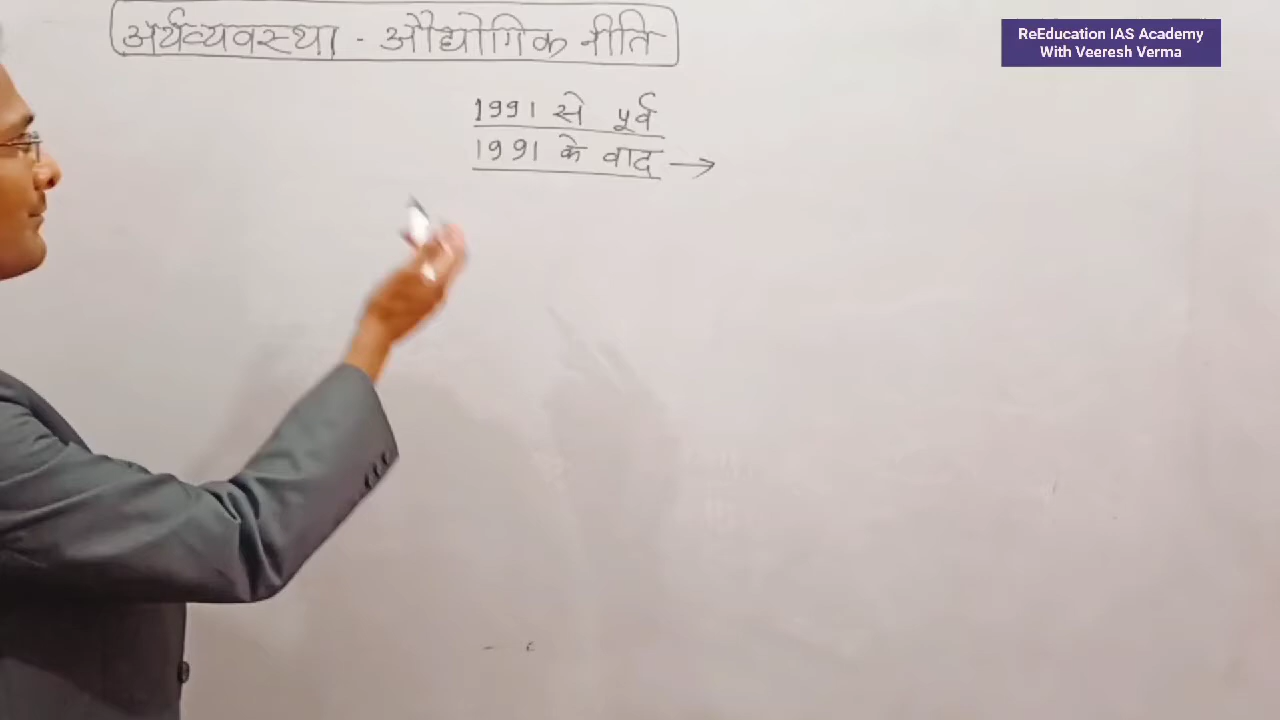 अर्थव्यवस्था - औद्योगिक नीति
ReEducation IAS Academy
With Veeresh Verma
1991 से पूर्व
1991 के वाद →